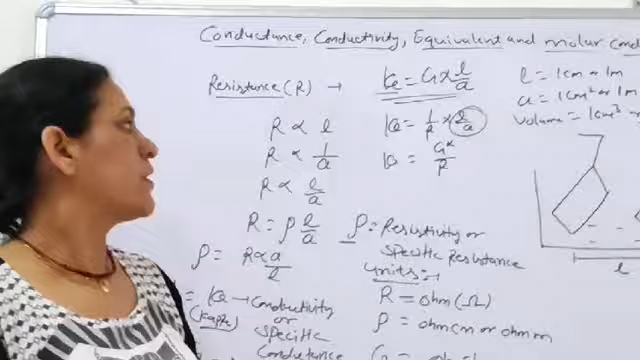 Conductance, Conductivity, Equivalent and molar Cond
Resistance (R) →
R ∝ l
R ∝ 1/a
R ∝ l/a
R = ρ l/a
ρ = R × a/l
= K → Conductivity
(kappa) or
specific
Conductance
K = G × l/a
K = 1/R × l/a
K = G*/R
ρ = Resistivity or
specific Resistance
units:-
R = ohm (Ω)
ρ = ohm cm or ohm m
l = 1cm or 1m
a = 1cm² or 1m
Volume = 1cm³
l